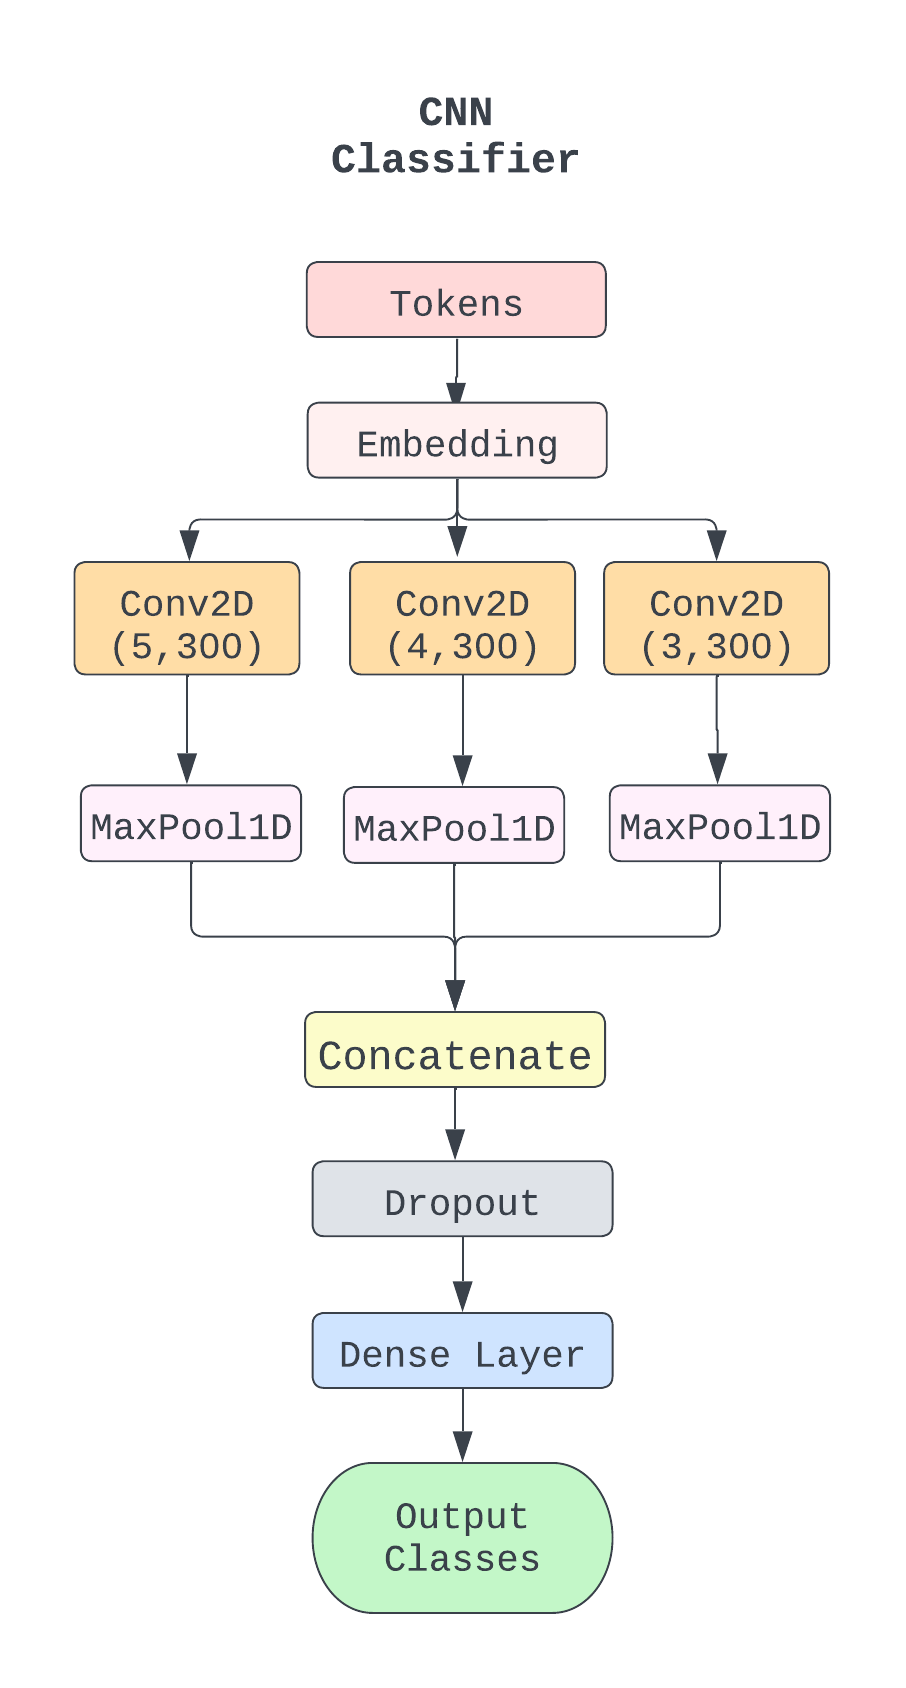 CNN
Classifier
Tokens
Embedding
Conv2D
(5,300)
Conv2D
(4,300)
Conv2D
(3,300)
MaxPool1D
MaxPool1D
MaxPool1D
Concatenate
Dropout
Dense Layer
Output
Classes